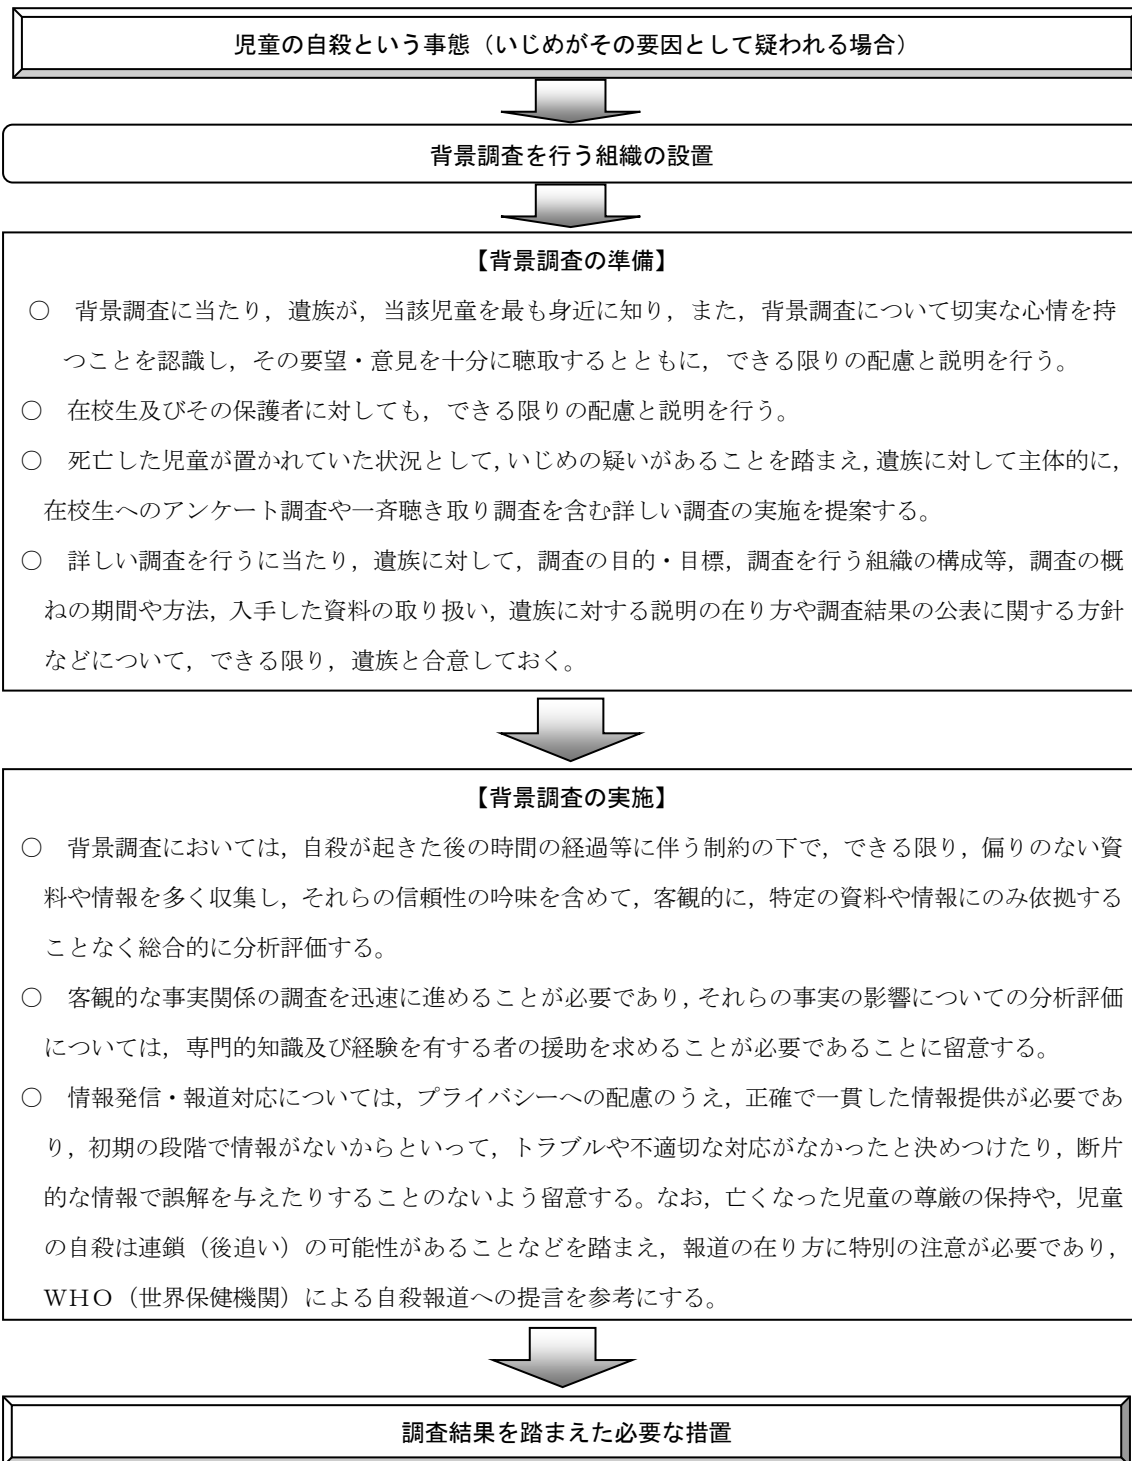 児童の自殺という事態（いじめがその要因として疑われる場合）
背景調査を行う組織の設置
【背景調査の準備】
○　背景調査に当たり，遺族が，当該児童を最も身近に知り，また，背景調査について切実な心情を持
つことを認識し，その要望・意見を十分に聴取するとともに，できる限りの配慮と説明を行う。
○　在校生及びその保護者に対しても，できる限りの配慮と説明を行う。
○　死亡した児童が置かれていた状況として，いじめの疑いがあることを踏まえ，遺族に対して主体的に，
在校生へのアンケート調査や一斉聴き取り調査を含む詳しい調査の実施を提案する。
○　詳しい調査を行うに当たり，遺族に対して，調査の目的・目標，調査を行う組織の構成等，調査の概
ねの期間や方法，入手した資料の取り扱い，遺族に対する説明の在り方や調査結果の公表に関する方針
などについて，できる限り，遺族と合意しておく。
【背景調査の実施】
○　背景調査においては，自殺が起きた後の時間の経過等に伴う制約の下で，できる限り，偏りのない資
料や情報を多く収集し，それらの信頼性の吟味を含めて，客観的に，特定の資料や情報にのみ依拠する
ことなく総合的に分析評価する。
○　客観的な事実関係の調査を迅速に進めることが必要であり，それらの事実の影響についての分析評価
については，専門的知識及び経験を有する者の援助を求めることが必要であることに留意する。
○　情報発信・報道対応については，プライバシーへの配慮のうえ，正確で一貫した情報提供が必要であ
り，初期の段階で情報がないからといって，トラブルや不適切な対応がなかったと決めつけたり，断片
的な情報で誤解を与えたりすることのないよう留意する。なお，亡くなった児童の尊厳の保持や，児童
の自殺は連鎖（後追い）の可能性があることなどを踏まえ，報道の在り方に特別の注意が必要であり，
ＷＨＯ（世界保健機関）による自殺報道への提言を参考にする。
調査結果を踏まえた必要な措置